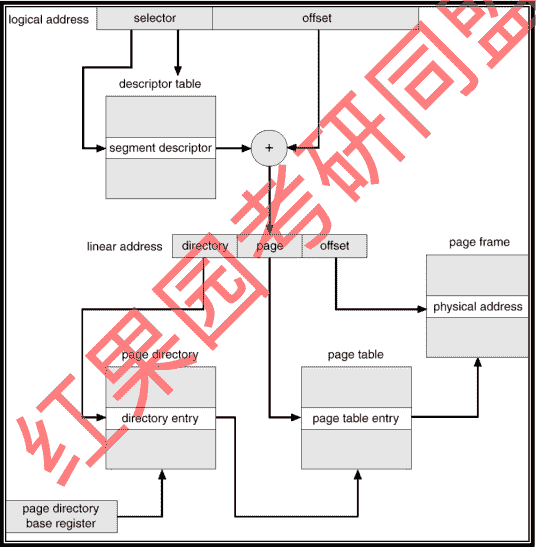 logical address
selector
offset
descriptor table
segment descriptor
+
linear address
directory
page
offset
page frame
physical address
page directory
page table
directory entry
page table entry
page directory
base register
红果园考研同盟